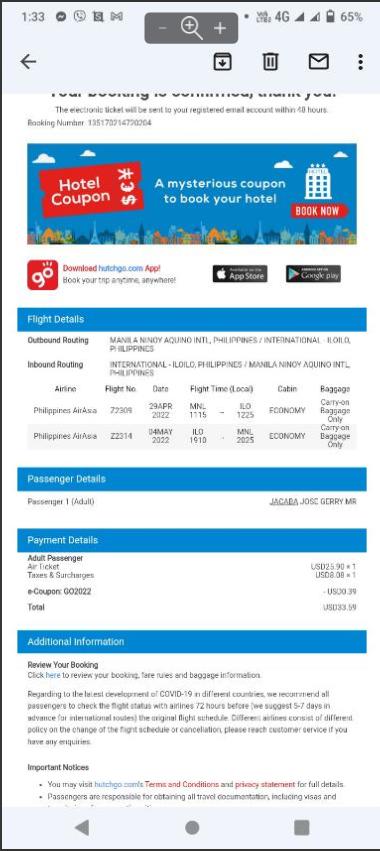 1:33
4G
65%
Your booking is confirmed, thank you!
The electronic ticket will be sent to your registered email account within 48 hours.
Booking Number 135170214720204
Hotel
Coupon
A mysterious coupon
to book your hotel
HOTEL
BOOK NOW
go
Download hutchgo.com App!
Book your trip anytime, anywhere!
Available on the
App Store
Google play
Flight Details
Outbound Routing MANILA NINOY AQUINO INTL, PHILIPPINES / INTERNATIONAL - ILOILO,
PHILIPPINES
Inbound Routing INTERNATIONAL - ILOILO, PHILIPPINES / MANILA NINOY AQUINO INTL,
PHILIPPINES
Airline Flight No. Date Flight Time (Local) Cabin Baggage
Philippines AirAsia Z2309 29APR 2022 MNL 1115 – ILO 1225 ECONOMY Carry-on Baggage Only
Philippines AirAsia Z2314 04MAY 2022 ILO 1910 - MNL 2025 ECONOMY Carry-on Baggage Only
Passenger Details
Passenger 1 (Adult) JACABA JOSE GERRY MR
Payment Details
Adult Passenger
Air Ticket USD25.90 × 1
Taxes & Surcharges USD8.08 × 1
e-Coupon: GO2022 - USD0.39
Total USD33.59
Additional Information
Review Your Booking
Click here to review your booking, fare rules and baggage information.
Regarding to the latest development of COVID-19 in different countries, we recommend all
passengers to check the flight status with airlines 72 hours before (we suggest 5-7 days in
advance for international routes) the original flight schedule. Different airlines consist of different
policy on the change of the flight schedule or cancellation, please reach customer service if you
have any enquiries.
Important Notices
• You may visit hutchgo.com's Terms and Conditions and privacy statement for full details.
• Passengers are responsible for obtaining all travel documentation, including visas and